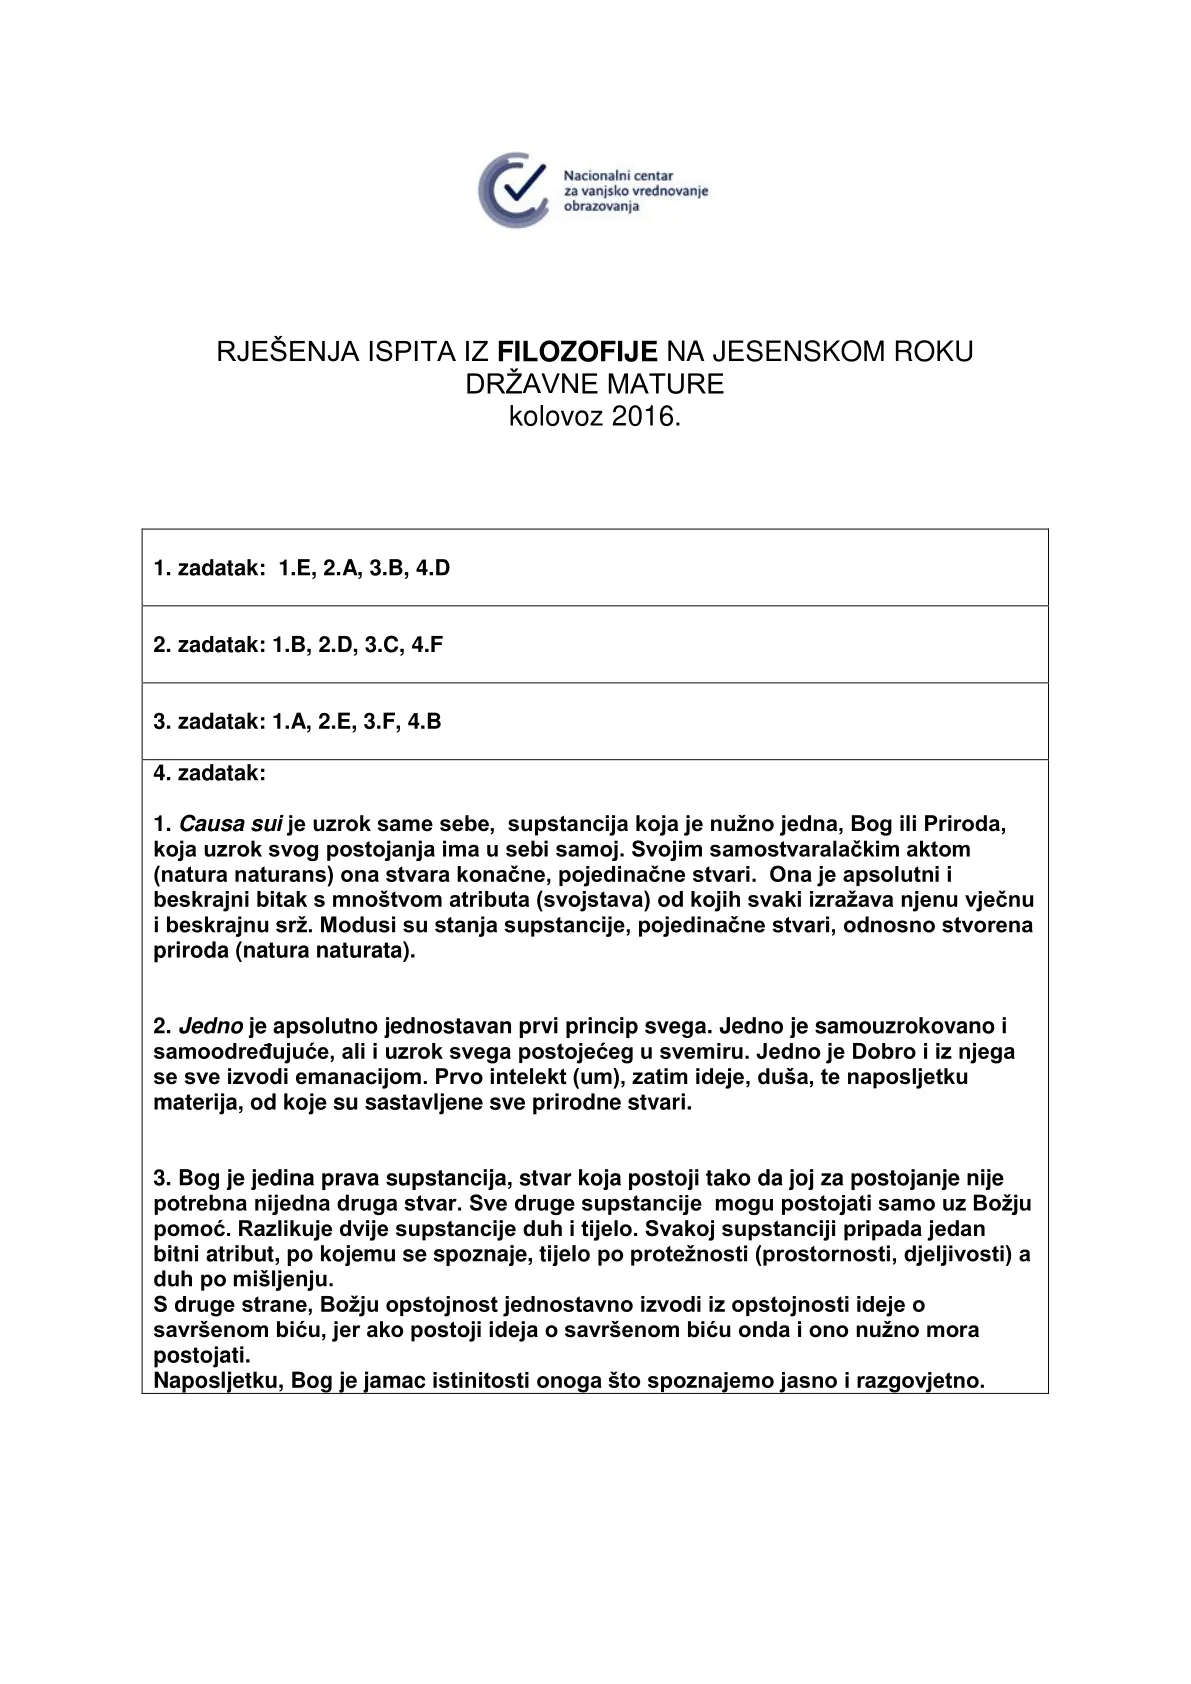 Nacionalni centar
za vanjsko vrednovanje
obrazovanja
RJEŠENJA ISPITA IZ FILOZOFIJE NA JESENSKOM ROKU
DRŽAVNE MATURE
kolovoz 2016.
1. zadatak:  1.E, 2.A, 3.B, 4.D
2. zadatak: 1.B, 2.D, 3.C, 4.F
3. zadatak: 1.A, 2.E, 3.F, 4.B
4. zadatak:
1. Causa sui je uzrok same sebe,  supstancija koja je nužno jedna, Bog ili Priroda,
koja uzrok svog postojanja ima u sebi samoj. Svojim samostvaralačkim aktom
(natura naturans) ona stvara konačne, pojedinačne stvari.  Ona je apsolutni i
beskrajni bitak s mnoštvom atributa (svojstava) od kojih svaki izražava njenu vječnu
i beskrajnu srž. Modusi su stanja supstancije, pojedinačne stvari, odnosno stvorena
priroda (natura naturata).
2. Jedno je apsolutno jednostavan prvi princip svega. Jedno je samouzrokovano i
samoodređujuće, ali i uzrok svega postojećeg u svemiru. Jedno je Dobro i iz njega
se sve izvodi emanacijom. Prvo intelekt (um), zatim ideje, duša, te naposljetku
materija, od koje su sastavljene sve prirodne stvari.
3. Bog je jedina prava supstancija, stvar koja postoji tako da joj za postojanje nije
potrebna nijedna druga stvar. Sve druge supstancije  mogu postojati samo uz Božju
pomoć. Razlikuje dvije supstancije duh i tijelo. Svakoj supstanciji pripada jedan
bitni atribut, po kojemu se spoznaje, tijelo po protežnosti (prostornosti, djeljivosti) a
duh po mišljenju.
S druge strane, Božju opstojnost jednostavno izvodi iz opstojnosti ideje o
savršenom biću, jer ako postoji ideja o savršenom biću onda i ono nužno mora
postojati.
Naposljetku, Bog je jamac istinitosti onoga što spoznajemo jasno i razgovjetno.